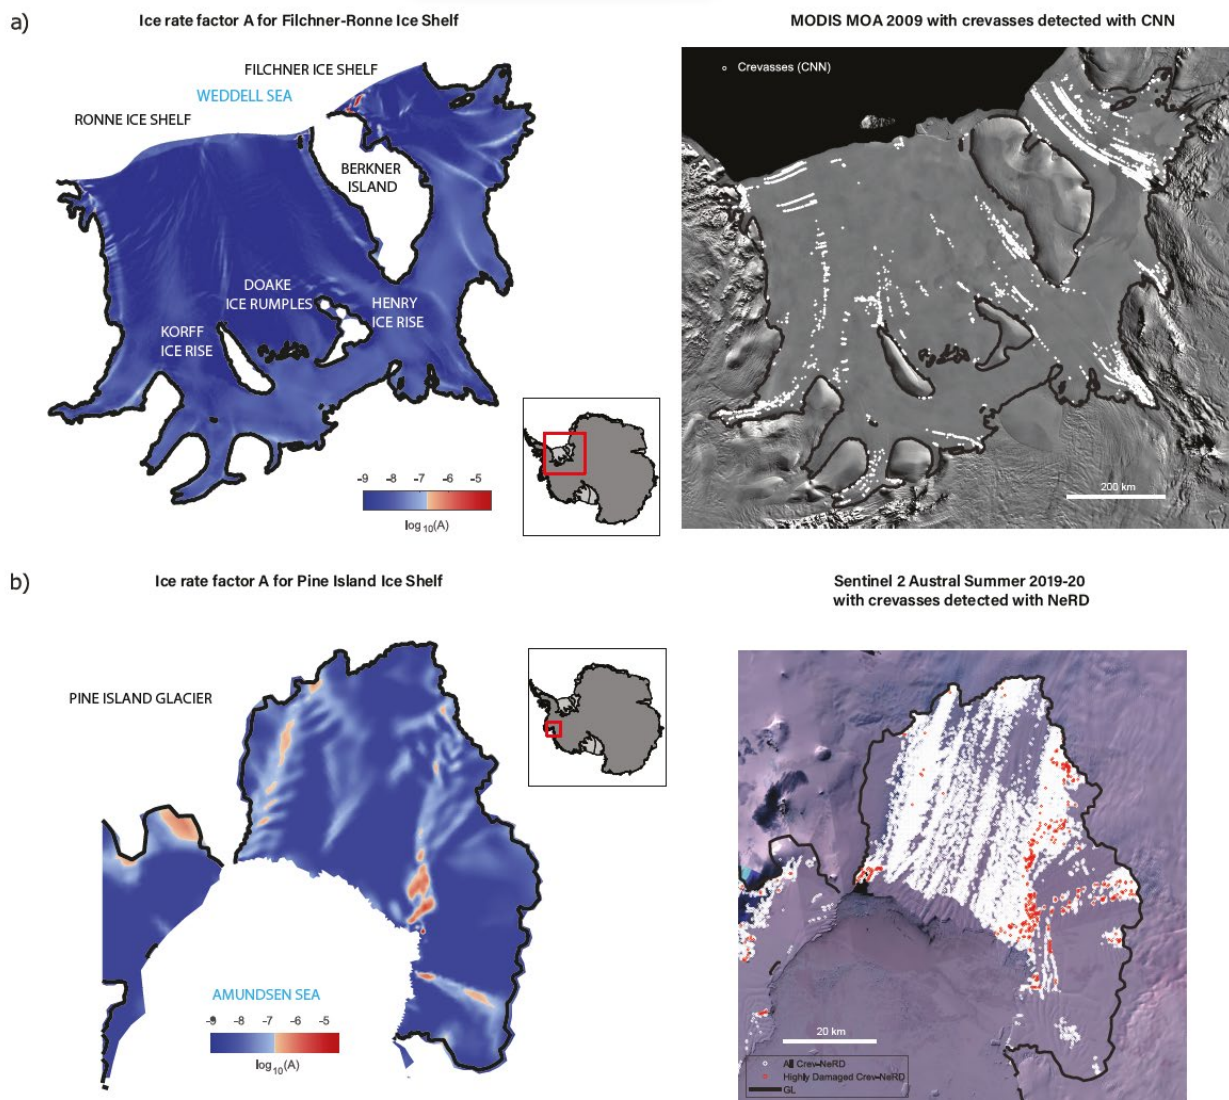 a)
Ice rate factor A for Filchner-Ronne Ice Shelf
MODIS MOA 2009 with crevasses detected with CNN
FILCHNER ICE SHELF
WEDDELL SEA
RONNE ICE SHELF
BERKNER
ISLAND
DOAKE
ICE RUMPLES
HENRY
ICE RISE
KORFF
ICE RISE
-9 -8 -7 -6 -5
log10(A)
Crevasses (CNN)
200 km
b)
Ice rate factor A for Pine Island Ice Shelf
Sentinel 2 Austral Summer 2019-20
with crevasses detected with NeRD
PINE ISLAND GLACIER
AMUNDSEN SEA
-9 -8 -7 -6 -5
log10(A)
20 km
All Crev-NeRD
Highly Damaged Crev-NeRD
GL